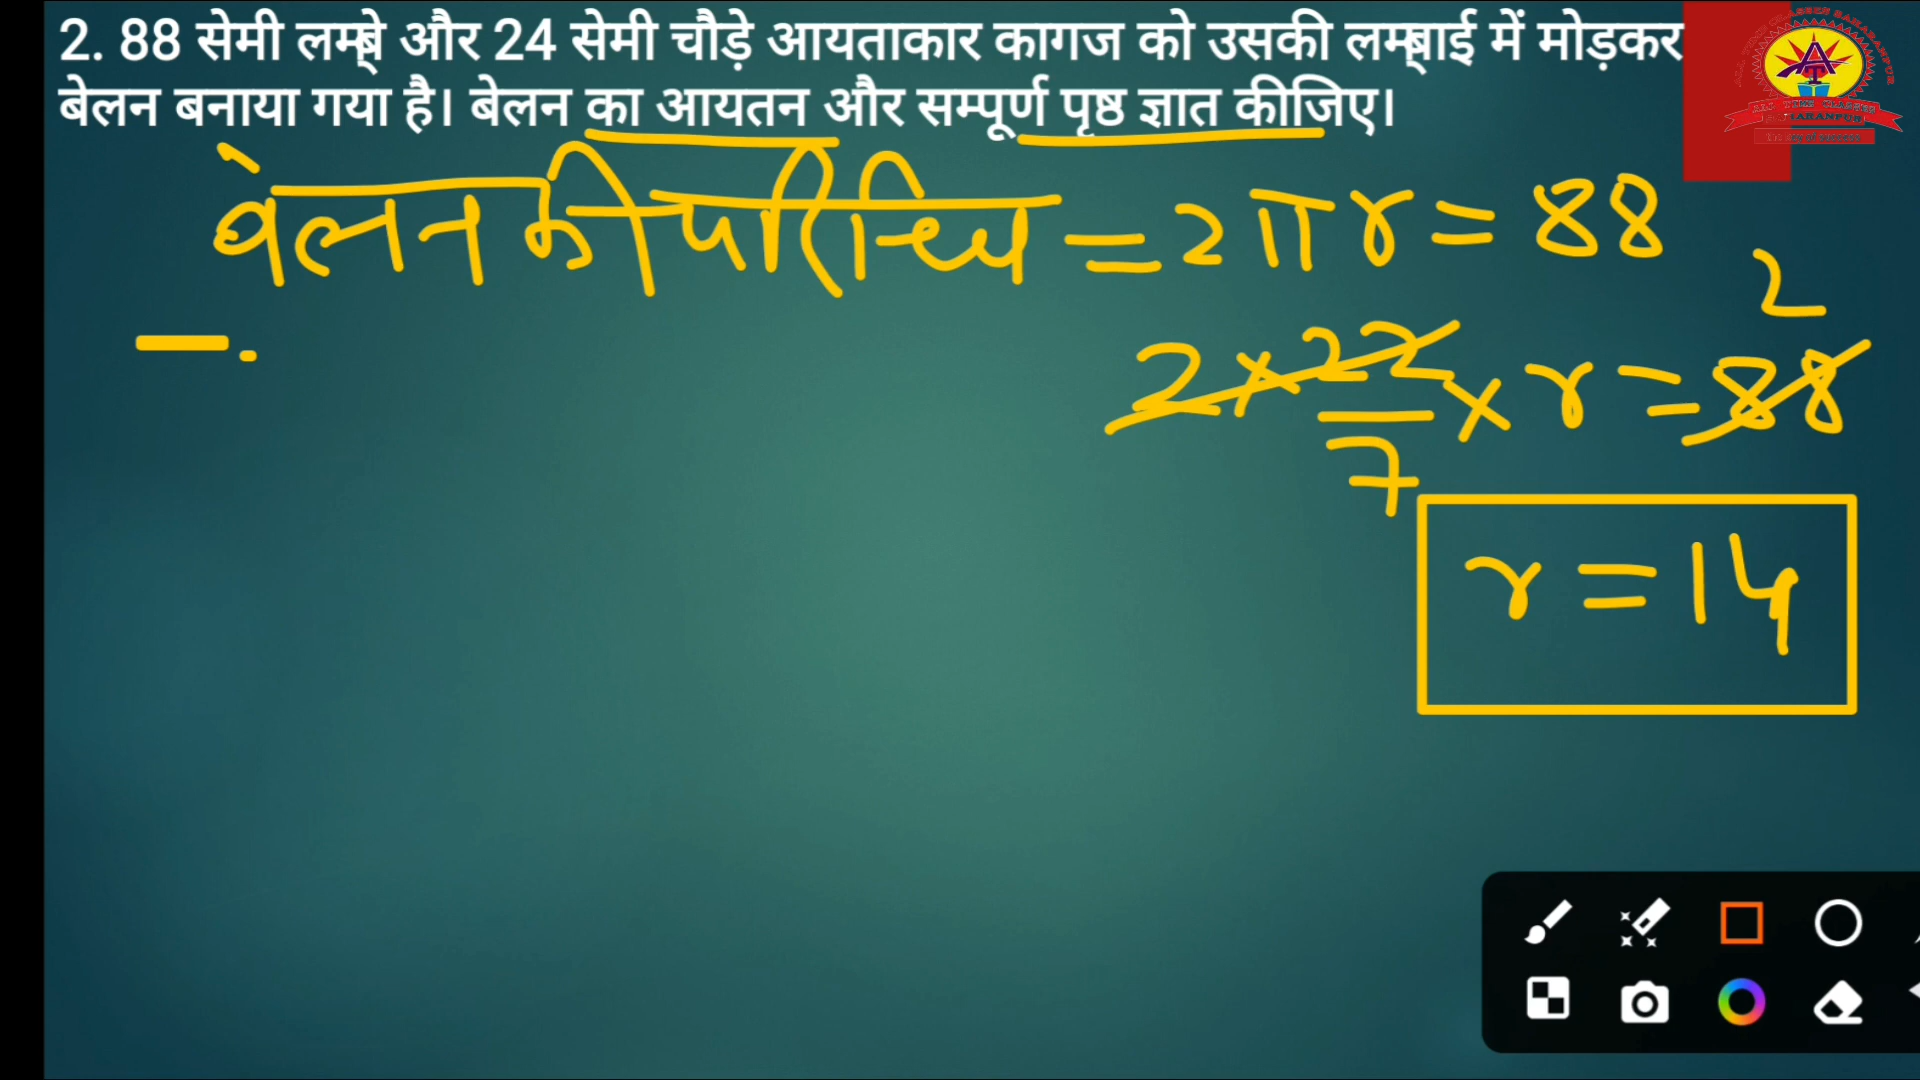 2. 88 सेमी लम्बे और 24 सेमी चौड़े आयताकार कागज को उसकी लम्बाई में मोड़कर
बेलन बनाया गया है। बेलन का आयतन और सम्पूर्ण पृष्ठ ज्ञात कीजिए।
बेलन की परिधि = 2πr = 88
2
2 × 22/7 × r = 88
r = 14